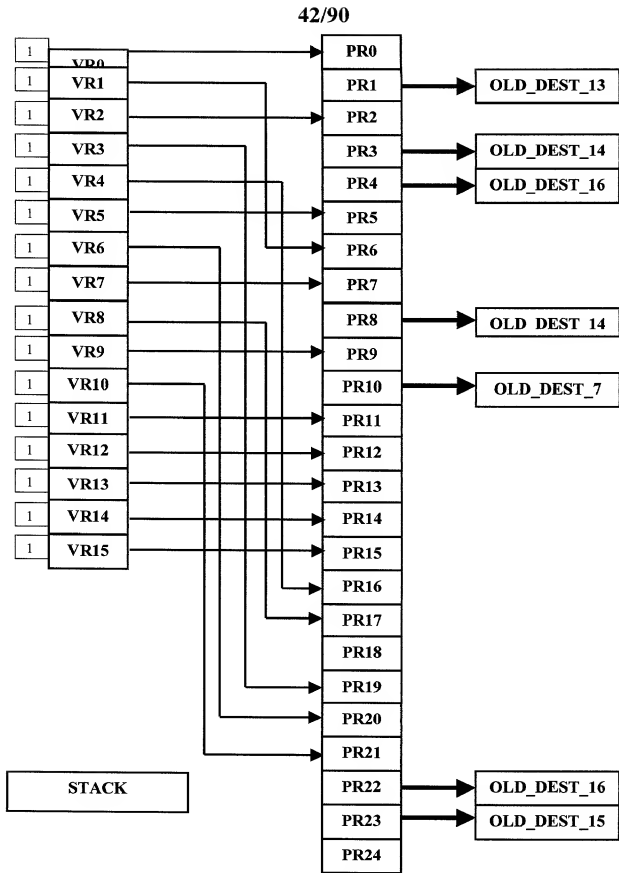 42/90
1 VR0 PR0
1 VR1 PR1 OLD_DEST_13
1 VR2 PR2
1 VR3 PR3 OLD_DEST_14
1 VR4 PR4 OLD_DEST_16
1 VR5 PR5
1 VR6 PR6
1 VR7 PR7
1 VR8 PR8 OLD DEST 14
1 VR9 PR9
1 VR10 PR10 OLD_DEST_7
1 VR11 PR11
1 VR12 PR12
1 VR13 PR13
1 VR14 PR14
1 VR15 PR15
PR16
PR17
PR18
PR19
PR20
PR21
STACK PR22 OLD_DEST_16
PR23 OLD_DEST_15
PR24